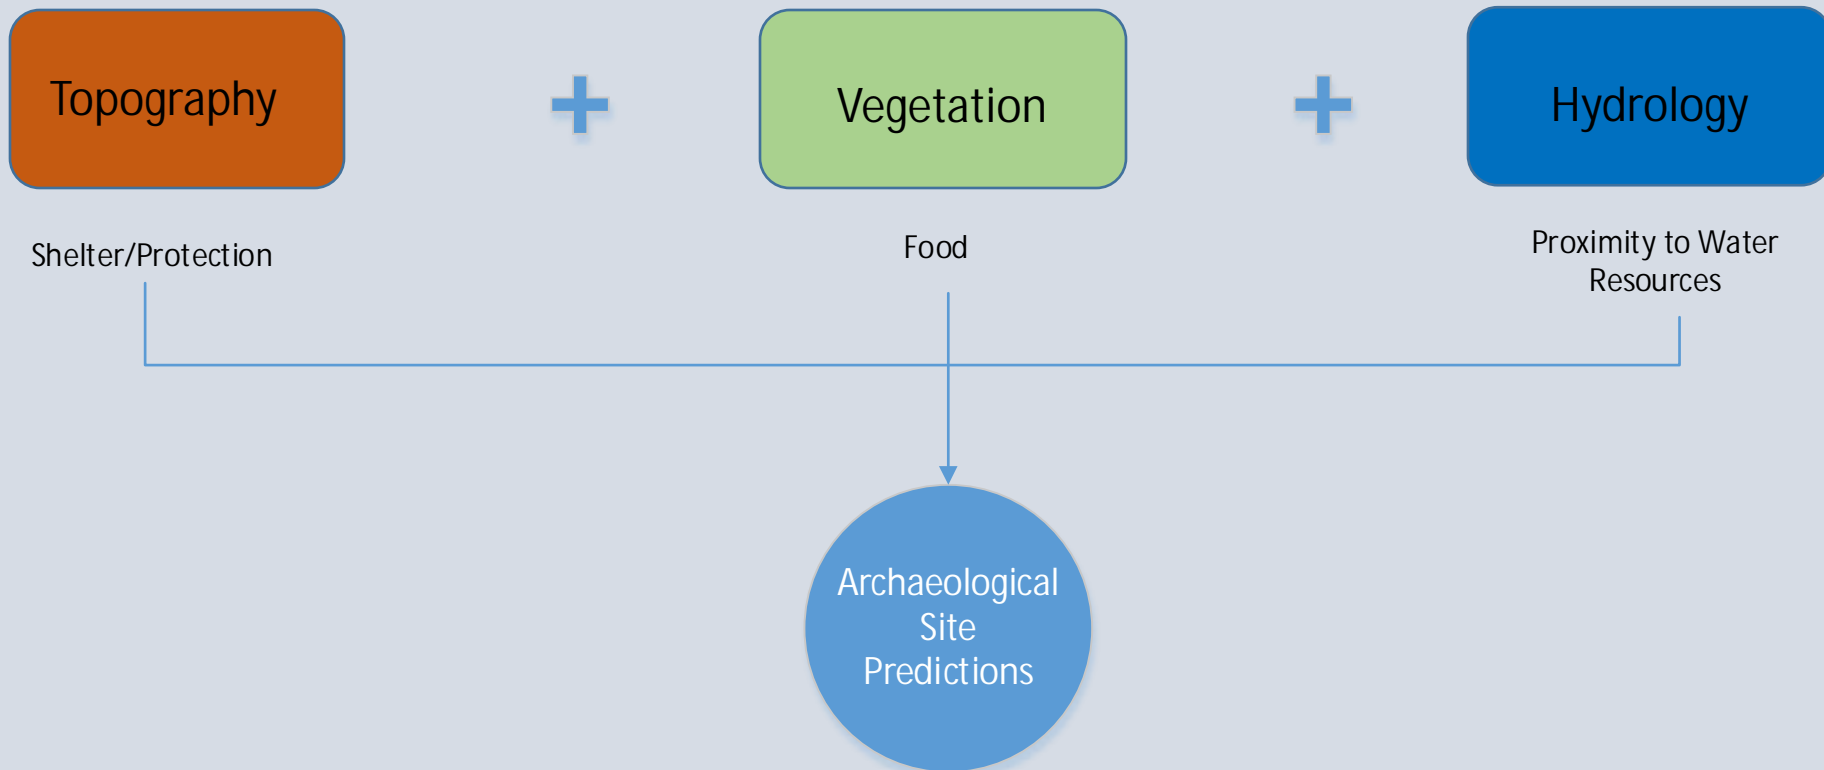 Topography
Vegetation
Hydrology
Shelter/Protection
Food
Proximity to Water
Resources
Archaeological
Site
Predictions